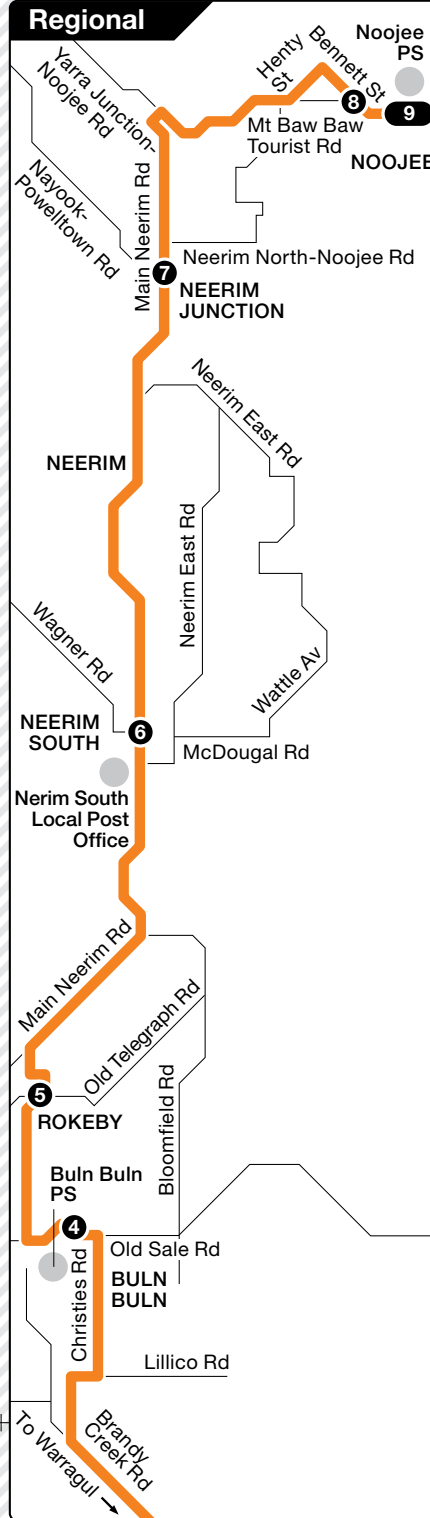 Regional
Noojee
PS
Yarra Junction-
Noojee Rd
Henty
St
Bennett St
8
9
Mt Baw Baw
Tourist Rd
NOOJEE
Nayook-
Powelltown Rd
Main Neerim Rd
Neerim North-Noojee Rd
7
NEERIM
JUNCTION
Neerim East Rd
NEERIM
Neerim East Rd
Wagner Rd
Wattle Av
NEERIM
SOUTH
6
McDougal Rd
Nerim South
Local Post
Office
Main Neerim Rd
Old Telegraph Rd
Bloomfield Rd
5
ROKEBY
Buln Buln
PS
4
Old Sale Rd
Christies Rd
BULN
BULN
Lillico Rd
Brandy
Creek Rd
To Warragul